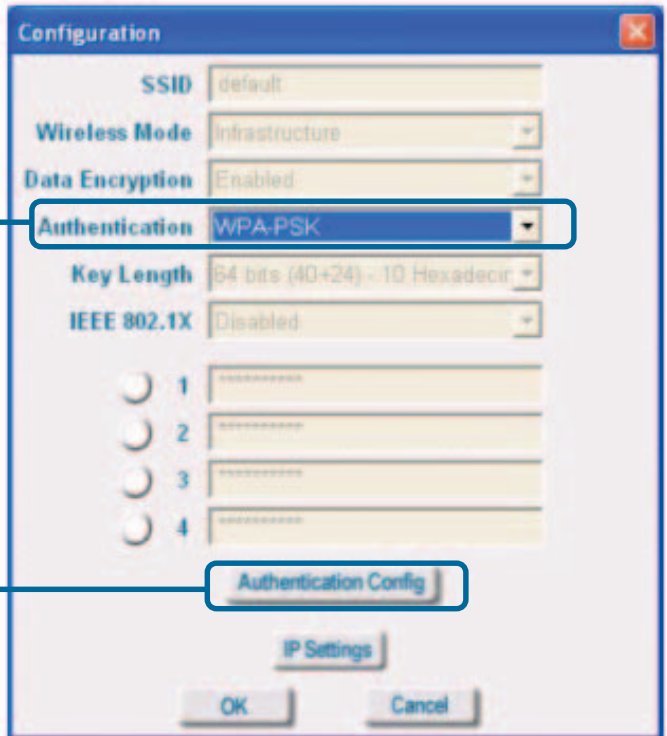 Configuration
SSID default
Wireless Mode Infrastructure
Data Encryption Enabled
Authentication WPA-PSK
Key Length 64 bits (40+24) - 10 Hexadecir
IEEE 802.1X Disabled
1 **********
2 **********
3 **********
4 **********
Authentication Config
IP Settings
OK Cancel